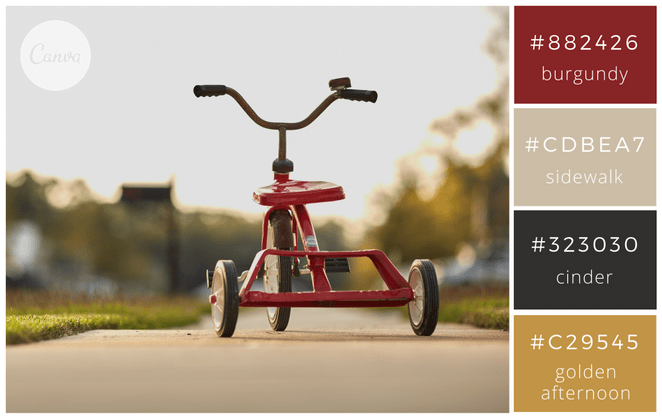 Canva
#882426
burgundy
#CDBEA7
sidewalk
#323030
cinder
#C29545
golden
afternoon